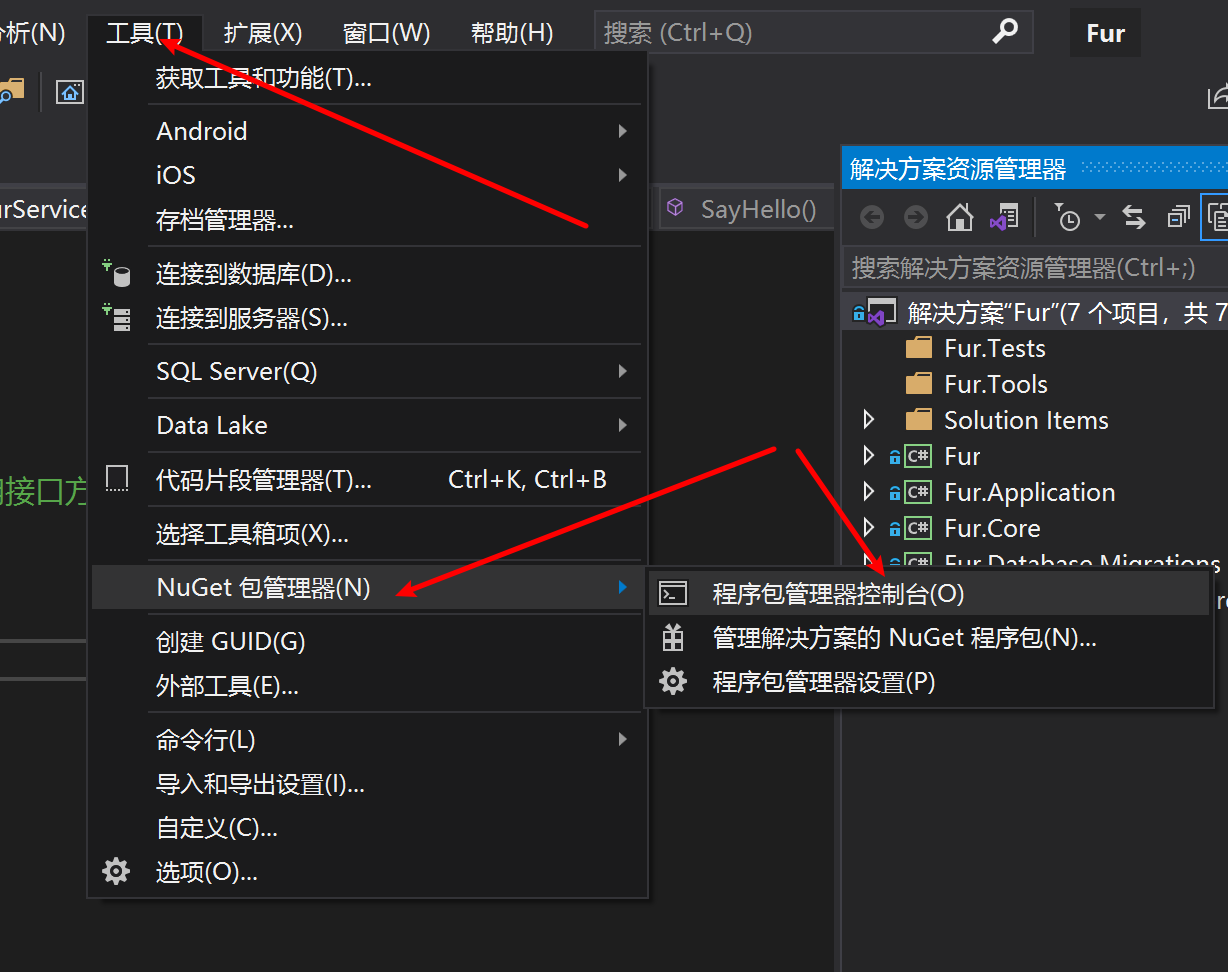 析(N) 工具(T) 扩展(X) 窗口(W) 帮助(H) 搜索 (Ctrl+Q) Fur
获取工具和功能(T)...
Android
iOS
存档管理器...
连接到数据库(D)...
连接到服务器(S)...
SQL Server(Q)
Data Lake
代码片段管理器(T)... Ctrl+K, Ctrl+B
选择工具箱项(X)...
NuGet 包管理器(N)
创建 GUID(G)
外部工具(E)...
命令行(L)
导入和导出设置(I)...
自定义(C)...
选项(O)...
程序包管理器控制台(O)
管理解决方案的 NuGet 程序包(N)...
程序包管理器设置(P)
urService
SayHello()
接口方
解决方案资源管理器
搜索解决方案资源管理器(Ctrl+;)
解决方案“Fur”(7 个项目，共 7
Fur.Tests
Fur.Tools
Solution Items
C# Fur
C# Fur.Application
C# Fur.Core
C# Fur.Database.Migrations